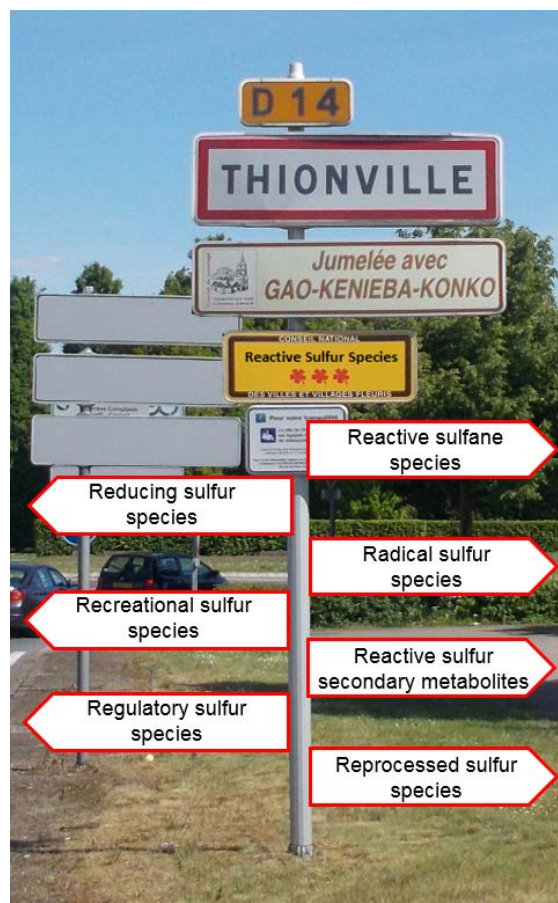 D 14
THIONVILLE
Jumelée avec
GAO-KENIEBA-KONKO
CONSEIL NATIONAL
Reactive Sulfur Species
DES VILLES ET VILLAGES FLEURIS
Pour votre tranquillité
Reactive sulfane
species
Reducing sulfur
species
Radical sulfur
species
Recreational sulfur
species
Reactive sulfur
secondary metabolites
Regulatory sulfur
species
Reprocessed sulfur
species